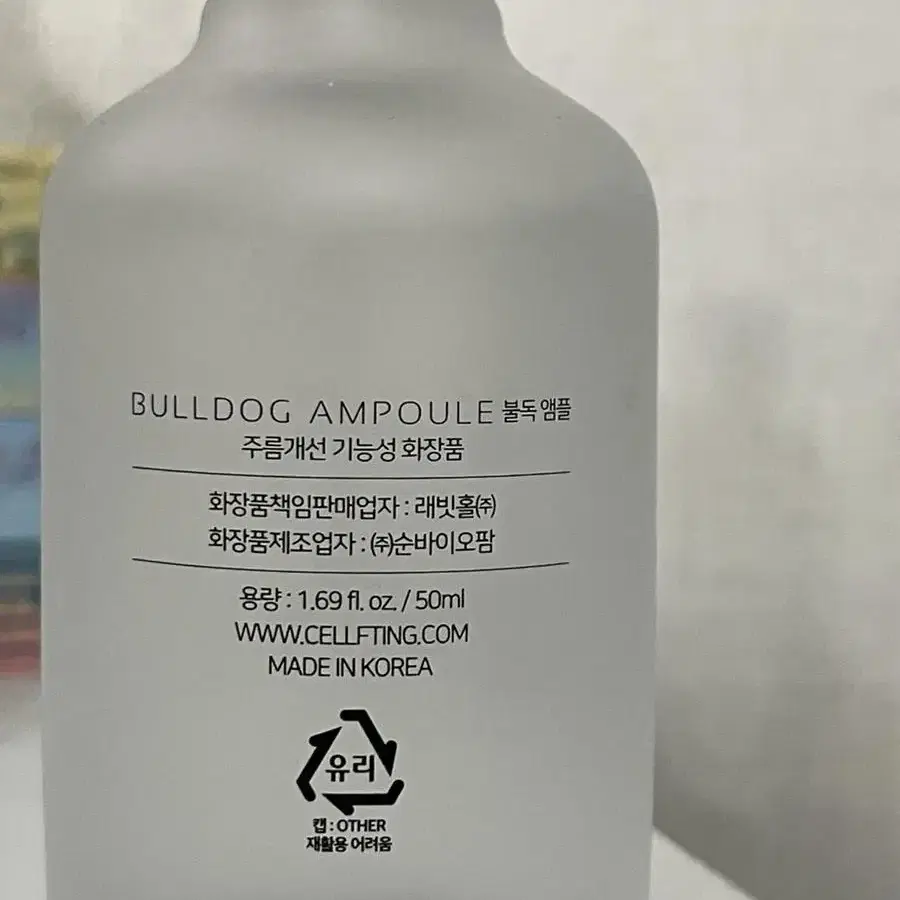 BULLDOG AMPOULE 불독 앰플
주름개선 기능성 화장품
화장품책임판매업자 : 래빗홀㈜
화장품제조업자 : ㈜순바이오팜
용량 : 1.69 fl. oz. / 50ml
WWW.CELLFTING.COM
MADE IN KOREA
유리
캡 : OTHER
재활용 어려움